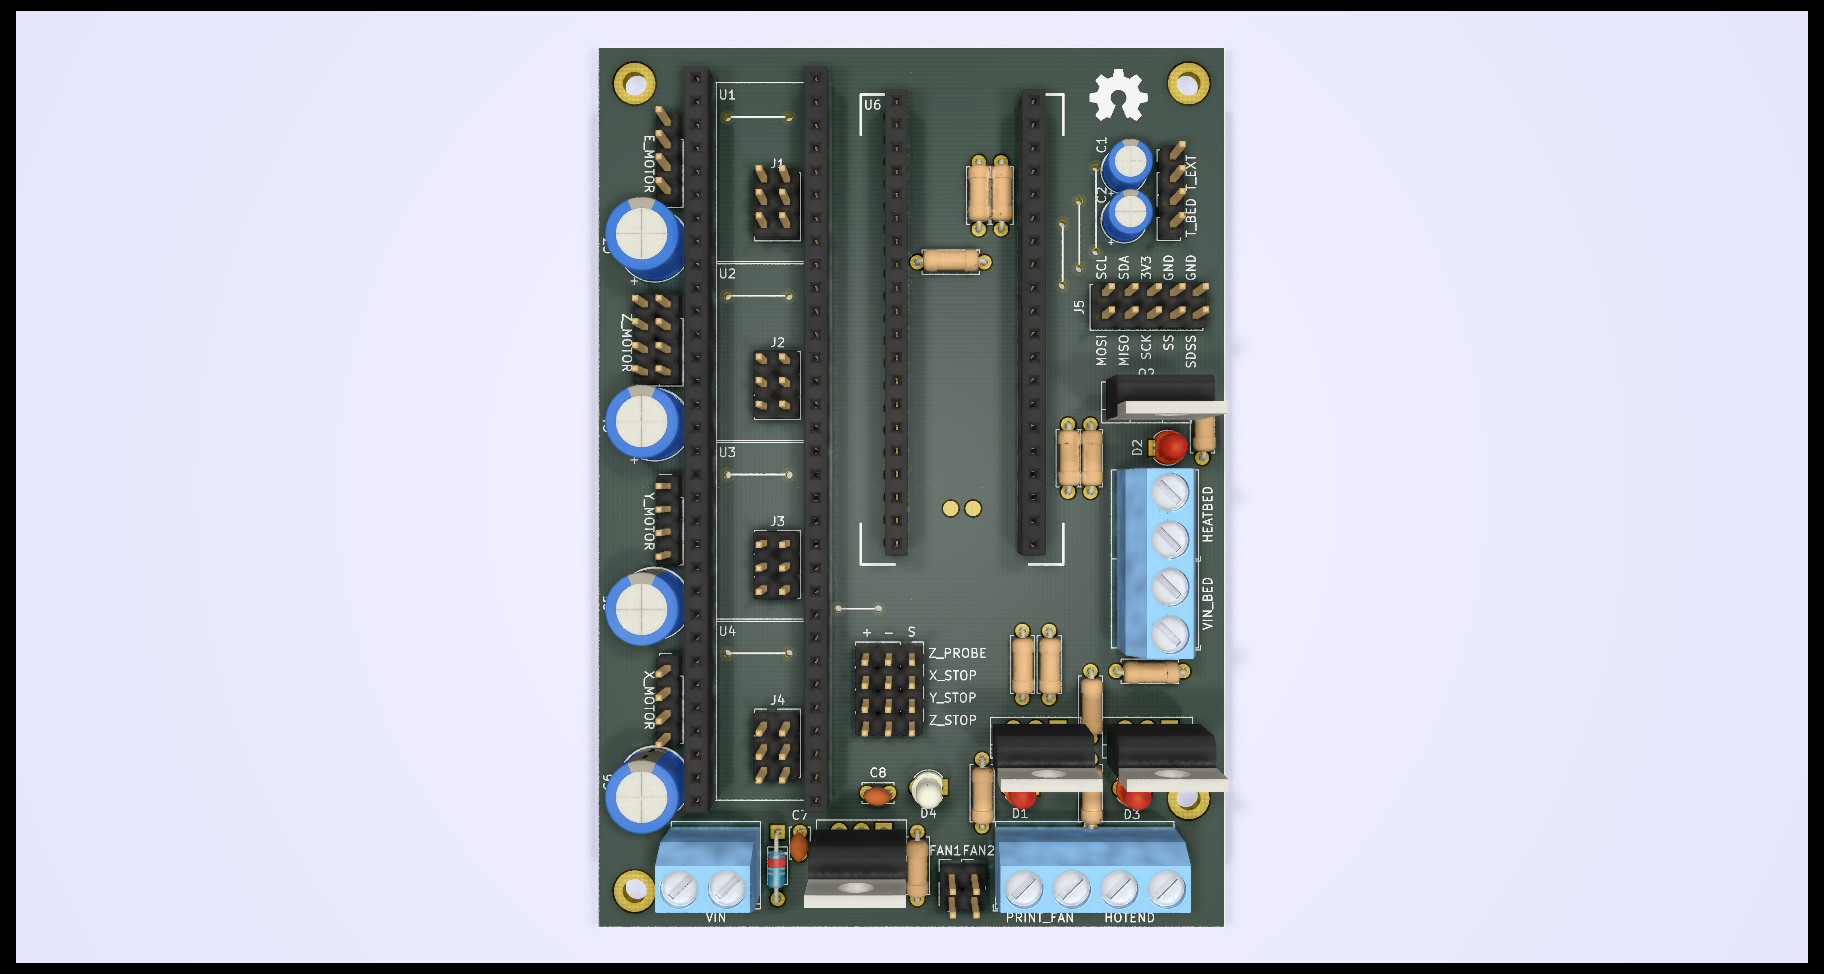 U1
U6
E_MOTOR
J1
C1
C2
T_EXT
T_BED
U2
SCL
SDA
3V3
GND
GND
J5
MOSI
MISO
SCK
SS
SDSS
Z_MOTOR
J2
+
U3
D2
+
Y_MOTOR
J3
HEATBED
VIN_BED
U4
+ - S
Z_PROBE
X_STOP
Y_STOP
Z_STOP
X_MOTOR
J4
C8
D4
D1
D3
C7
FAN1
FAN2
VIN
PRINT_FAN
HOTEND